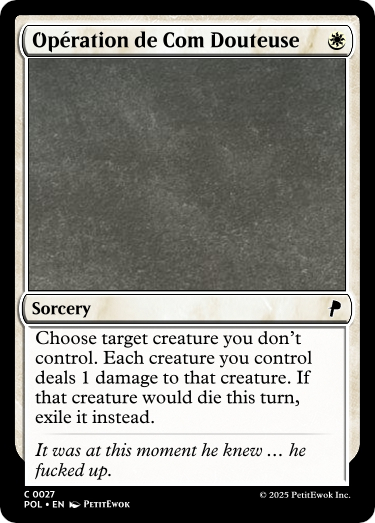 Opération de Com Douteuse
Sorcery
Choose target creature you don't
control. Each creature you control
deals 1 damage to that creature. If
that creature would die this turn,
exile it instead.
It was at this moment he knew … he
fucked up.
C 0027
POL • EN PetitEwok
© 2025 PetitEwok Inc.